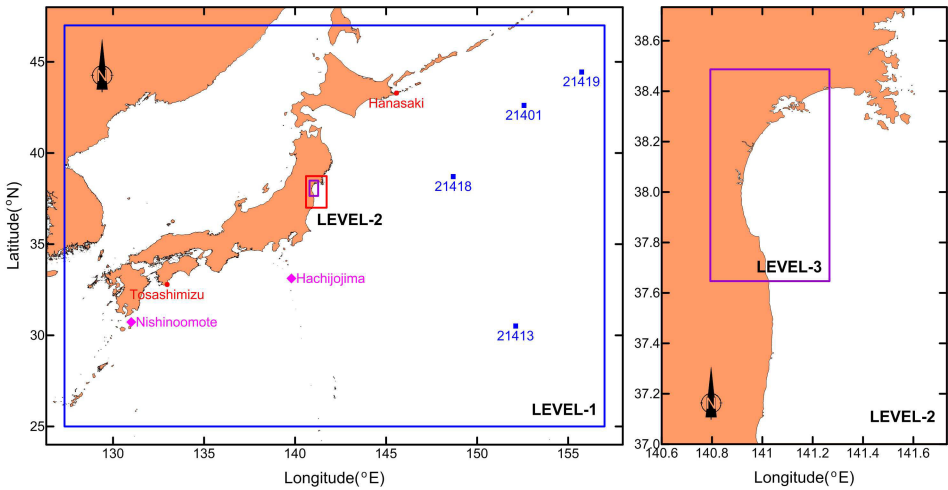 45
40
35
30
25
Latitude(°N)
N
Hanasaki
21419
21401
21418
LEVEL-2
Hachijojima
Tosashimizu
Nishinoomote
21413
LEVEL-1
130
135
140
145
150
155
Longitude(°E)
38.6
38.4
38.2
38.0
37.8
37.6
37.4
37.2
37.0
LEVEL-3
N
LEVEL-2
140.6
140.8
141
141.2
141.4
141.6
Longitude(°E)